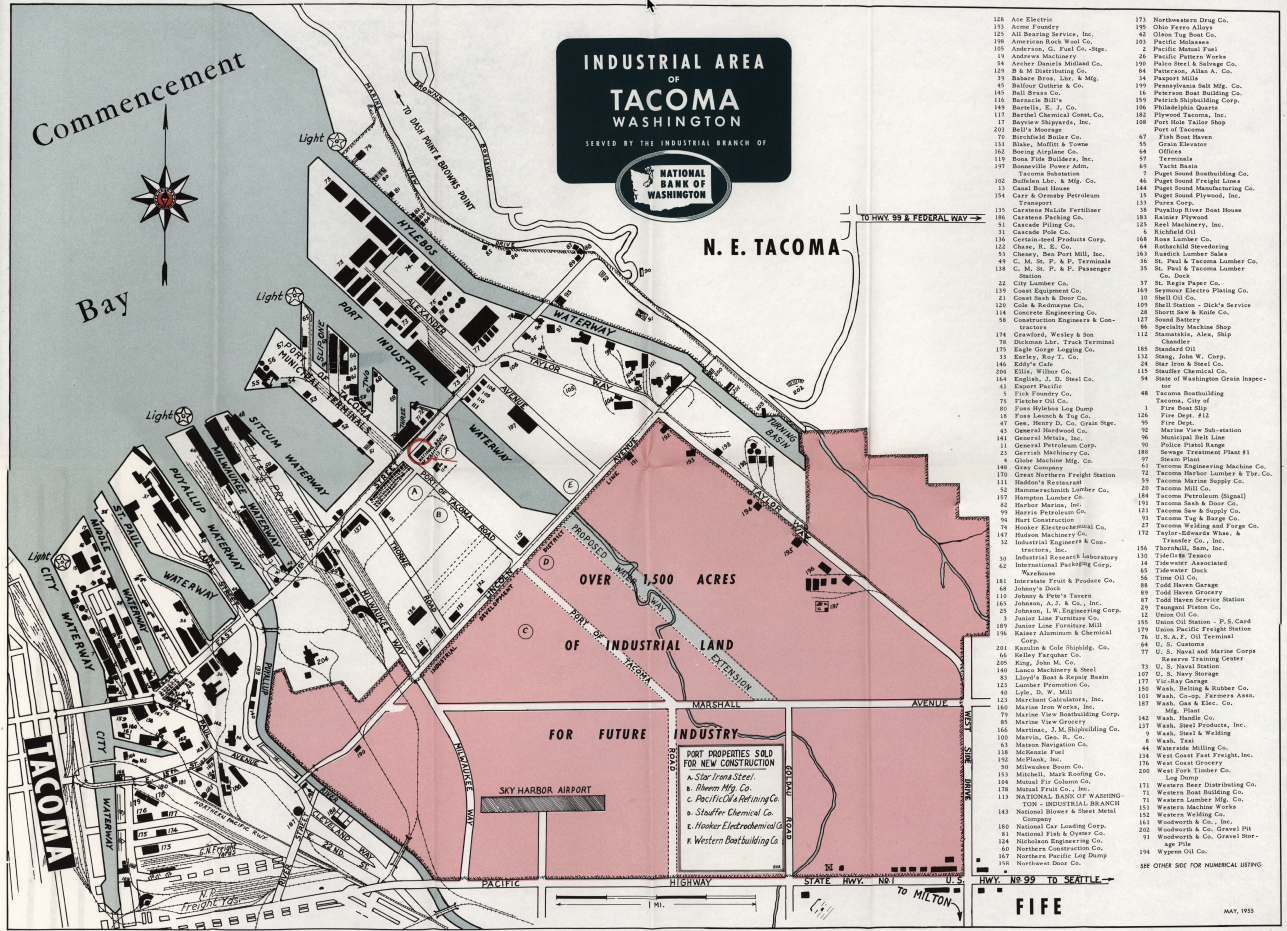 INDUSTRIAL AREA
OF
TACOMA
WASHINGTON
SERVED BY THE INDUSTRIAL BRANCH OF
NATIONAL
BANK OF
WASHINGTON
Commencement
Bay
Light
Light
Light
Light
TO DASH POINT & BROWNS POINT
BROWNS POINT BOULEVARD
MARINE VIEW DRIVE
HYLEBOS WATERWAY
TO HWY. 99 & FEDERAL WAY
N. E. TACOMA
PORT INDUSTRIAL WATERWAY
ALEXANDER AVENUE
TAYLOR WAY
TURNING BASIN
LINCOLN AVENUE
PORT OF TACOMA
MUNICIPAL TERMINALS
SITCUM WATERWAY
MILWAUKEE WATERWAY
PUYALLUP WATERWAY
ST. PAUL WATERWAY
MIDDLE WATERWAY
CITY WATERWAY
PORT OF TACOMA ROAD
THORNE ROAD
MILWAUKEE WAY
INDUSTRIAL DEVELOPMENT DISTRICT
PROPOSED WATERWAY EXTENSION
TAYLOR WAY
OVER 1,500 ACRES
OF INDUSTRIAL LAND
FOR FUTURE INDUSTRY
PORT OF TACOMA ROAD
MARSHALL AVENUE
MILWAUKEE WAY
GOLDAU ROAD
WEST SIDE DRIVE
SKY HARBOR AIRPORT
PORT PROPERTIES SOLD
FOR NEW CONSTRUCTION
A. Star Iron & Steel
B. Rheem Mfg. Co.
C. Pacific Oil & Refining Co.
D. Stauffer Chemical Co.
E. Hooker Electrochemical Co.
F. Western Boatbuilding Co.
TACOMA
CITY WATERWAY
CLEVELAND WAY
22 ND
NORTHERN PACIFIC RWY.
G.N. Freight Yards
N.P. Freight Yds.
PACIFIC HIGHWAY
STATE HWY. No. 1
U.S. HWY. No. 99 TO SEATTLE
TO MILTON
FIFE
1 MI.
128 Ace Electric
193 Acme Foundry
125 All Bearing Service, Inc.
198 American Rock Wool Co.
105 Anderson, G. Fuel Co. -Stge.
19 Andrews Machinery
54 Archer Daniels Midland Co.
129 B & M Distributing Co.
39 Babare Bros. Lbr. & Mfg.
45 Balfour Guthrie & Co.
145 Ball Brass Co.
116 Barnacle Bill's
149 Bartells, E. J. Co.
117 Barthel Chemical Const. Co.
17 Bayview Shipyards, Inc.
203 Bell's Moorage
70 Birchfield Boiler Co.
131 Blake, Moffitt & Towne
162 Boeing Airplane Co.
119 Bona Fide Builders, Inc.
197 Bonneville Power Adm.
Tacoma Substation
102 Buffelen Lbr. & Mfg. Co.
13 Canal Boat House
154 Carr & Ormsby Petroleum
Transport
135 Carstens NaLife Fertilizer
186 Carstens Packing Co.
51 Cascade Piling Co.
31 Cascade Pole Co.
136 Certain-teed Products Corp.
122 Chase, R. E. Co.
53 Cheney, Ben Port Mill, Inc.
49 C. M. St. P. & P. Terminals
138 C. M. St. P. & P. Passenger
Station
22 City Lumber Co.
139 Coast Equipment Co.
21 Coast Sash & Door Co.
120 Cole & Redmayne Co.
114 Concrete Engineering Co.
58 Construction Engineers & Con-
tractors
174 Crawford, Wesley & Son
78 Dickman Lbr. Truck Terminal
175 Eagle Gorge Logging Co.
33 Earley, Roy T. Co.
146 Eddy's Cafe
204 Ellis, Wilbur Co.
164 English, J. D. Steel Co.
41 Export Pacific
5 Fick Foundry Co.
75 Fletcher Oil Co.
80 Foss Hylebos Log Dump
18 Foss Launch & Tug Co.
47 Gee, Henry D. Co. Grain Stge.
43 General Hardwood Co.
141 General Metals, Inc.
11 General Petroleum Corp.
23 Gerrish Machinery Co.
4 Globe Machine Mfg. Co.
148 Gray Company
170 Great Northern Freight Station
111 Haddon's Restaurant
52 Hammerschmith Lumber Co.
157 Hampton Lumber Co.
82 Harbor Marina, Inc.
99 Harris Petroleum Co.
94 Hart Construction
74 Hooker Electrochemical Co.
147 Hudson Machinery Co.
32 Industrial Engineers & Con-
tractors, Inc.
30 Industrial Research Laboratory
62 International Packaging Corp.
Warehouse
181 Interstate Fruit & Produce Co.
68 Johnny's Dock
110 Johnny & Pete's Tavern
165 Johnson, A.J. & Co., Inc.
25 Johnson, I.W. Engineering Corp.
3 Junior Line Furniture Co.
189 Junior Line Furniture Mill
196 Kaiser Aluminum & Chemical
Corp.
201 Kazulin & Cole Shipbldg. Co.
66 Kelley Farquhar Co.
205 King, John M. Co.
140 Lanco Machinery & Steel
83 Lloyd's Boat & Repair Basin
123 Lumber Promotion Co.
40 Lyle, D. W. Mill
123 Marchant Calculators, Inc.
160 Marine Iron Works, Inc.
79 Marine View Boatbuilding Corp.
85 Marine View Grocery
166 Martinac, J.M. Shipbuilding Co.
100 Marvin, Geo. R. Co.
63 Matson Navigation Co.
118 McKenzie Fuel
192 McPlank, Inc.
50 Milwaukee Boom Co.
153 Mitchell, Mark Roofing Co.
104 Mutual Fir Column Co.
178 Mutual Fruit Co., Inc.
113 NATIONAL BANK OF WASHING-
TON - INDUSTRIAL BRANCH
143 National Blower & Sheet Metal
Company
180 National Car Loading Corp.
81 National Fish & Oyster Co.
124 Nicholson Engineering Co.
60 Northern Construction Co.
167 Northern Pacific Log Dump
158 Northwest Door Co.
173 Northwestern Drug Co.
195 Ohio Ferro Alloys
42 Olson Tug Boat Co.
103 Pacific Molasses
2 Pacific Mutual Fuel
26 Pacific Pattern Works
190 Palco Steel & Salvage Co.
84 Patterson, Allan A. Co.
34 Paxport Mills
199 Pennsylvania Salt Mfg. Co.
16 Peterson Boat Building Co.
159 Petrich Shipbuilding Corp.
106 Philadelphia Quartz
182 Plywood Tacoma, Inc.
108 Port Hole Tailor Shop
Port of Tacoma
67 Fish Boat Haven
55 Grain Elevator
64 Offices
57 Terminals
69 Yacht Basin
7 Puget Sound Boatbuilding Co.
46 Puget Sound Freight Lines
144 Puget Sound Manufacturing Co.
15 Puget Sound Plywood, Inc.
133 Purex Corp.
38 Puyallup River Boat House
183 Rainier Plywood
125 Reel Machinery, Inc.
6 Richfield Oil
168 Ross Lumber Co.
64 Rothschild Stevedoring
163 Rusdick Lumber Sales
36 St. Paul & Tacoma Lumber Co.
35 St. Paul & Tacoma Lumber
Co. Dock
37 St. Regis Paper Co.
169 Seymour Electro Plating Co.
10 Shell Oil Co.
109 Shell Station - Dick's Service
28 Shortt Saw & Knife Co.
127 Sound Battery
86 Specialty Machine Shop
112 Stamatskis, Alex, Ship
Chandler
185 Standard Oil
132 Stang, John W. Corp.
24 Star Iron & Steel Co.
115 Stauffer Chemical Co.
54 State of Washington Grain Inspec-
tor
48 Tacoma Boatbuilding
Tacoma, City of
1 Fire Boat Slip
126 Fire Dept. #12
95 Fire Dept.
92 Marine View Sub-station
96 Municipal Belt Line
90 Police Pistol Range
188 Sewage Treatment Plant #1
97 Steam Plant
61 Tacoma Engineering Machine Co.
72 Tacoma Harbor Lumber & Tbr. Co.
59 Tacoma Marine Supply Co.
20 Tacoma Mill Co.
184 Tacoma Petroleum (Signal)
191 Tacoma Sash & Door Co.
121 Tacoma Saw & Supply Co.
93 Tacoma Tug & Barge Co.
27 Tacoma Welding and Forge Co.
172 Taylor-Edwards Whse. &
Transfer Co., Inc.
156 Thornhill, Sam, Inc.
130 Tideflats Texaco
14 Tidewater Associated
65 Tidewater Dock
56 Time Oil Co.
88 Todd Haven Garage
89 Todd Haven Grocery
87 Todd Haven Service Station
29 Tsungani Piston Co.
12 Union Oil Co.
155 Union Oil Station - P.S. Card
179 Union Pacific Freight Station
76 U.S.A.F. Oil Terminal
64 U. S. Customs
77 U. S. Naval and Marine Corps
Reserve Training Center
73 U. S. Naval Station
107 U. S. Navy Storage
177 Vic-Ray Garage
150 Wash. Belting & Rubber Co.
101 Wash. Co-op. Farmers Assn.
187 Wash. Gas & Elec. Co.
Mfg. Plant
142 Wash. Handle Co.
137 Wash. Steel Products, Inc.
9 Wash. Steel & Welding
8 Wash. Taxi
44 Waterside Milling Co.
134 West Coast Fast Freight, Inc.
176 West Coast Grocery
200 West Fork Timber Co.
Log Dump
171 Western Beer Distributing Co.
71 Western Boat Building Co.
71 Western Lumber Mfg. Co.
151 Western Machine Works
152 Western Welding Co.
161 Woodworth & Co., Inc.
202 Woodworth & Co. Gravel Pit
91 Woodworth & Co. Gravel Stor-
age Pile
194 Wypenn Oil Co.
SEE OTHER SIDE FOR NUMERICAL LISTING
MAY, 1955